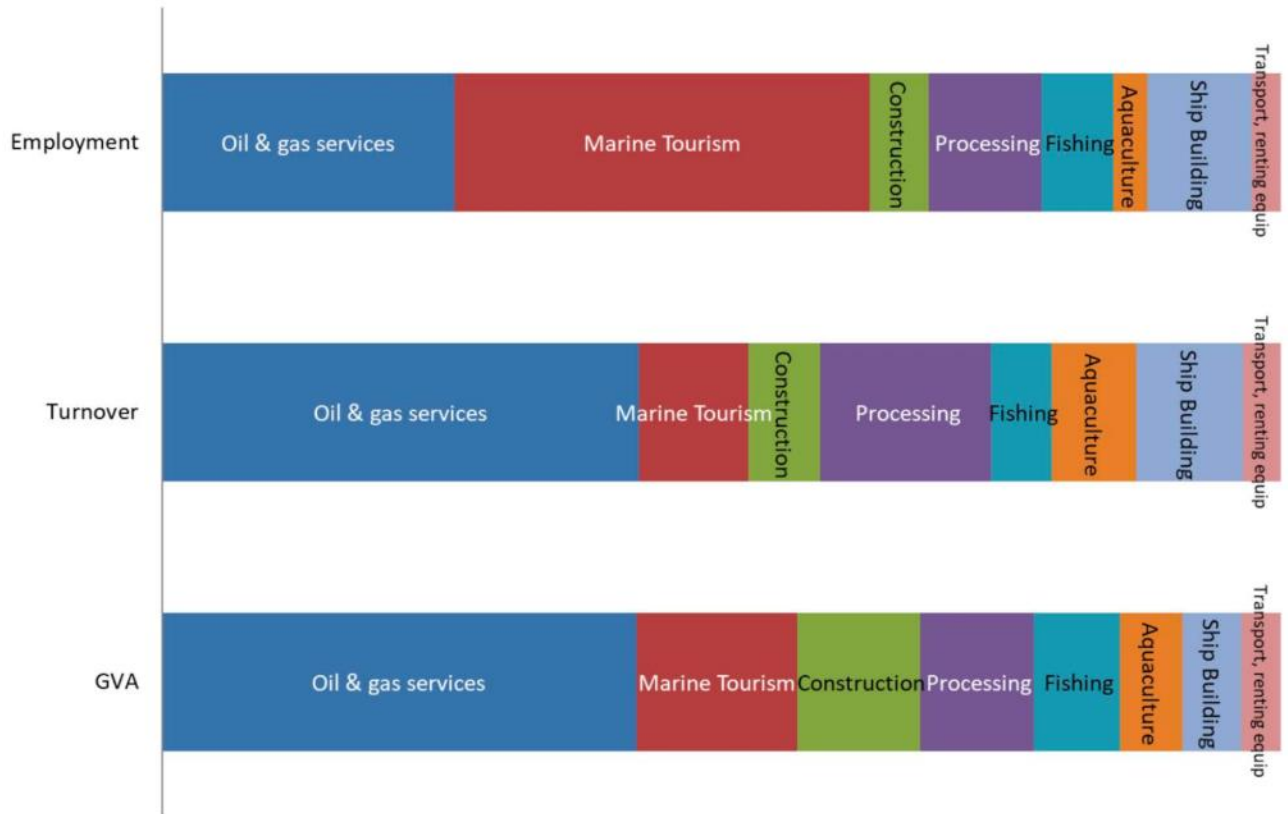 Employment
Oil & gas services
Marine Tourism
Construction
Processing
Fishing
Aquaculture
Ship Building
Transport, renting equip
Turnover
Oil & gas services
Marine Tourism
Construction
Processing
Fishing
Aquaculture
Ship Building
Transport, renting equip
GVA
Oil & gas services
Marine Tourism
Construction
Processing
Fishing
Aquaculture
Ship Building
Transport, renting equip